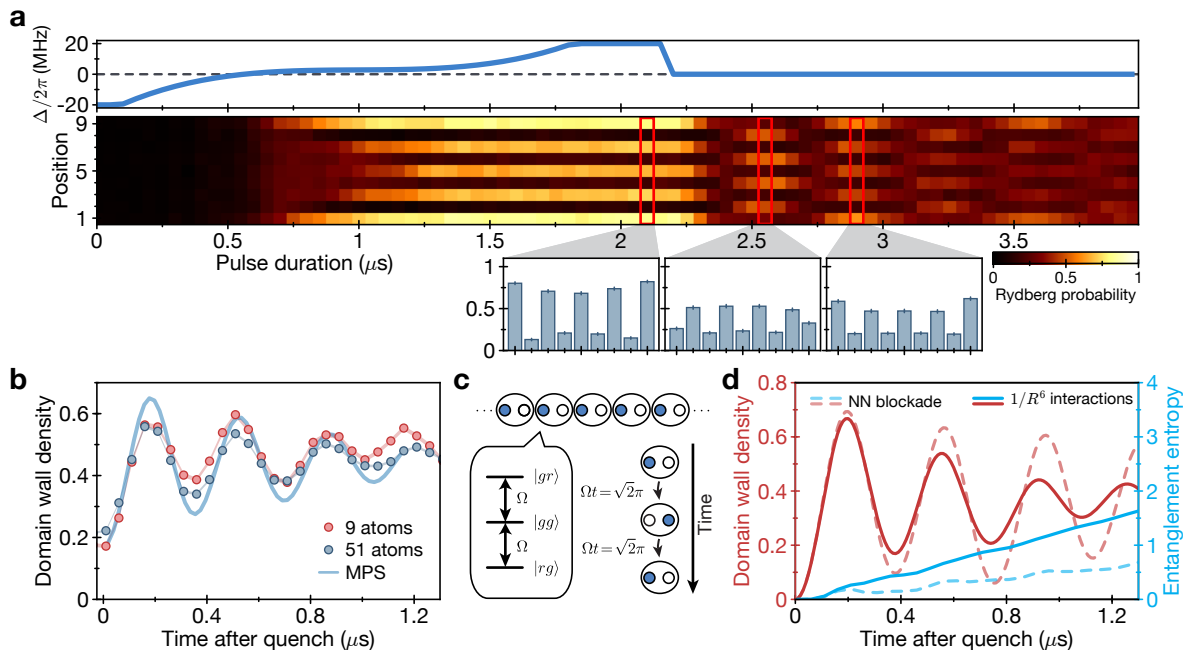 a
Δ/2π (MHz)
20
0
-20
Position
9
5
1
0 0.5 1 1.5 2 2.5 3 3.5
Pulse duration (μs)
1
0.5
0
0 0.5 1
Rydberg probability
b
Domain wall density
0.6
0.4
0.2
0
0 0.4 0.8 1.2
Time after quench (μs)
9 atoms
51 atoms
MPS
c
... ...
|gr⟩
Ω
|gg⟩
Ω
|rg⟩
Ωt=√2π
Ωt=√2π
Time
d
Domain wall density
0.8
0.6
0.4
0.2
0
NN blockade
1/R⁶ interactions
4
3
2
1
0
Entanglement entropy
0 0.4 0.8 1.2
Time after quench (μs)